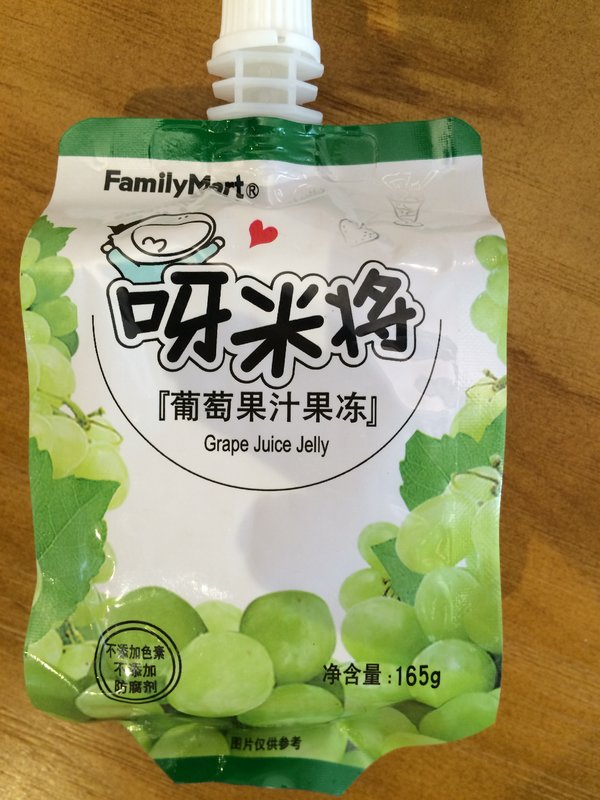 FamilyMart®
呀米将
『葡萄果汁果冻』
Grape Juice Jelly
不添加色素
不添加
防腐剂
净含量:165g
图片仅供参考